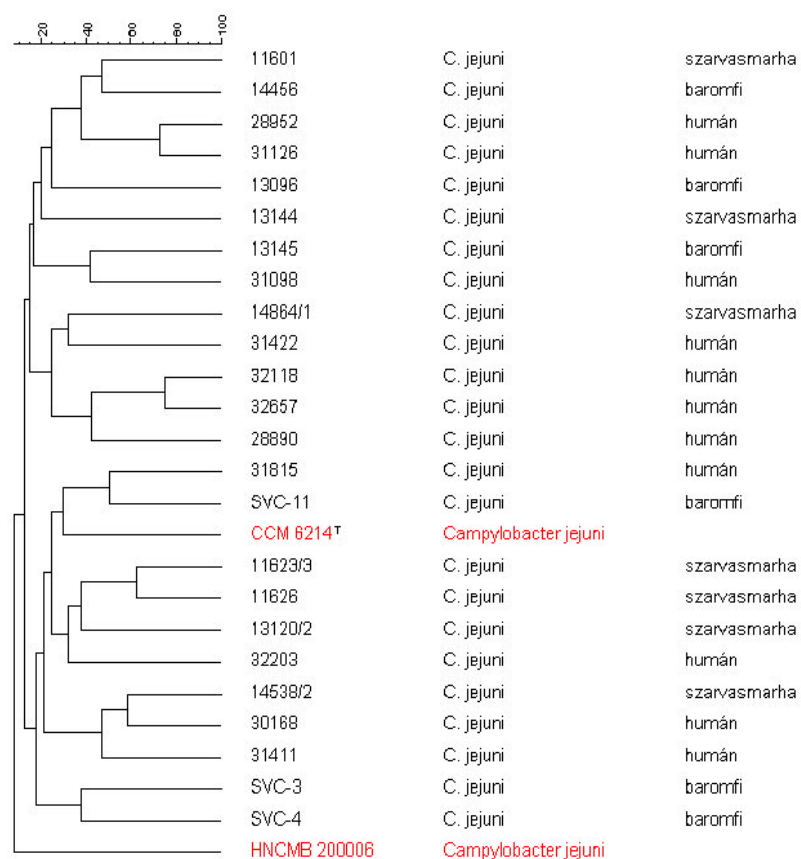 20 40 60 80 100
11601 C. jejuni szarvasmarha
14456 C. jejuni baromfi
28952 C. jejuni humán
31126 C. jejuni humán
13096 C. jejuni baromfi
13144 C. jejuni szarvasmarha
13145 C. jejuni baromfi
31098 C. jejuni humán
14864/1 C. jejuni szarvasmarha
31422 C. jejuni humán
32118 C. jejuni humán
32657 C. jejuni humán
28890 C. jejuni humán
31815 C. jejuni humán
SVC-11 C. jejuni baromfi
CCM 6214ᵀ Campylobacter jejuni
11623/3 C. jejuni szarvasmarha
11626 C. jejuni szarvasmarha
13120/2 C. jejuni szarvasmarha
32203 C. jejuni humán
14538/2 C. jejuni szarvasmarha
30168 C. jejuni humán
31411 C. jejuni humán
SVC-3 C. jejuni baromfi
SVC-4 C. jejuni baromfi
HNCMB 200006 Campylobacter jejuni